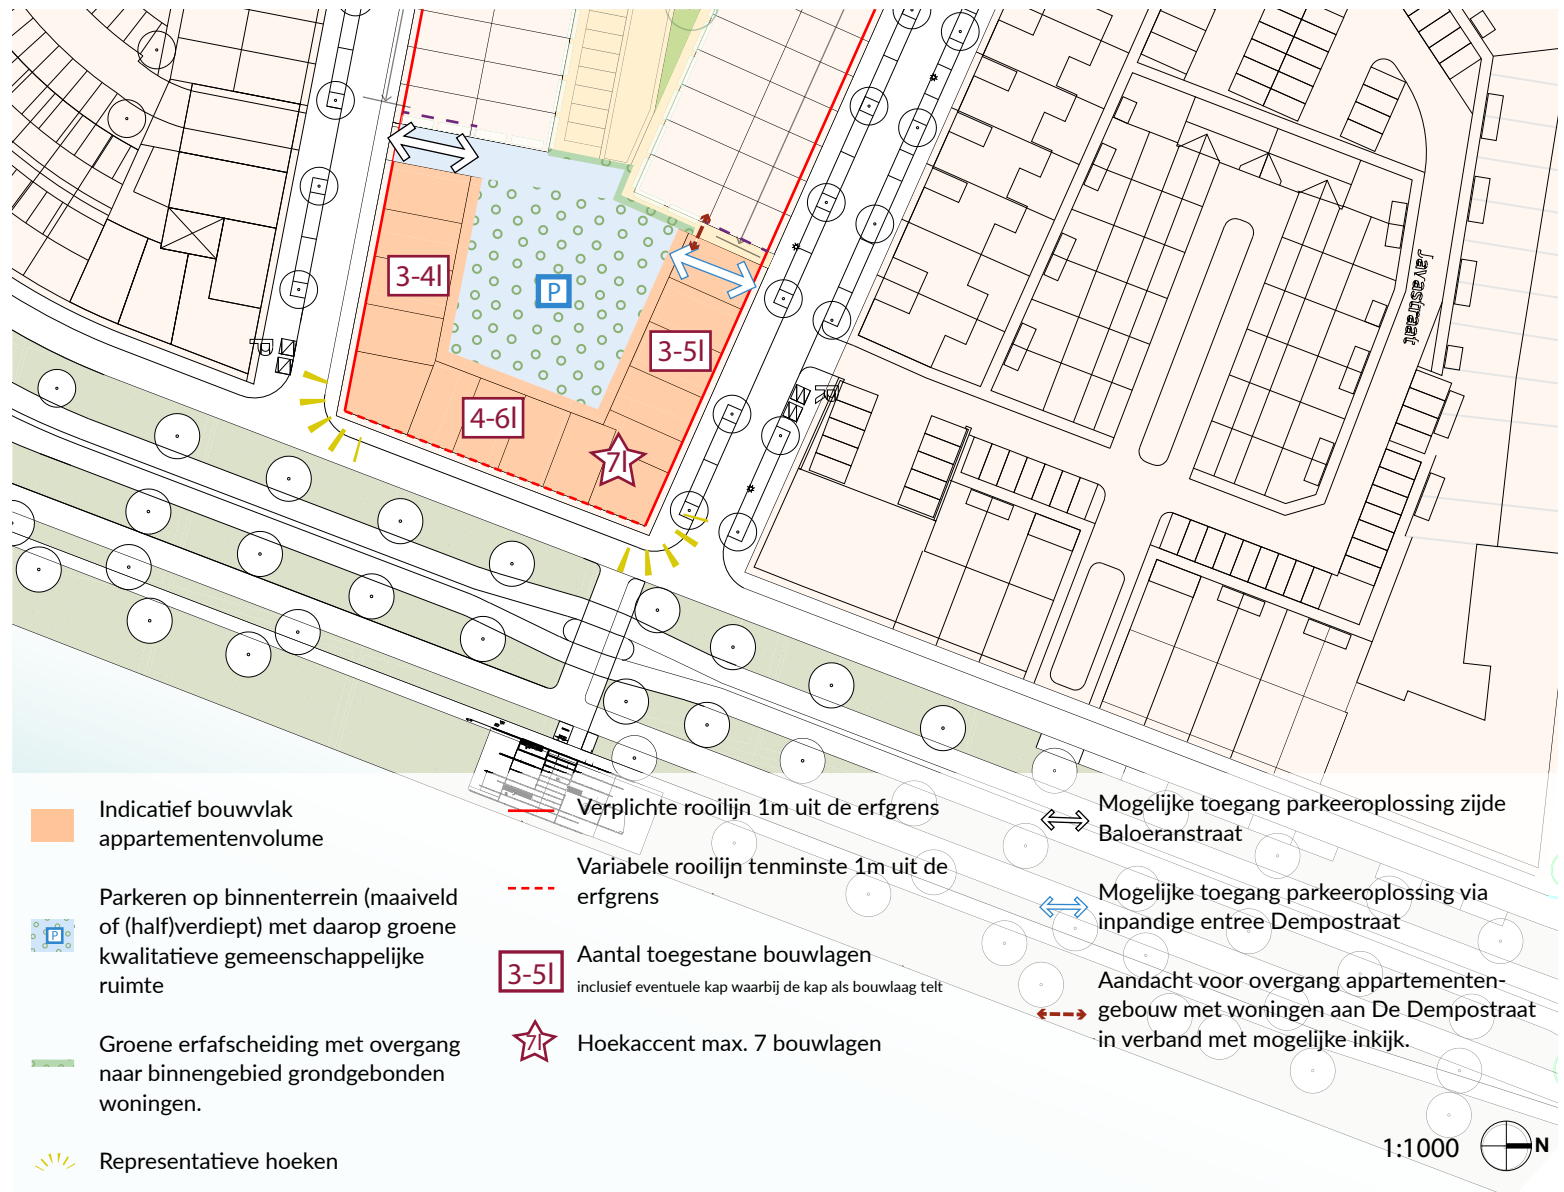 3-4l
P
3-5l
4-6l
7l
P
R
Javastraat
Indicatief bouwvlak
appartementenvolume
Parkeren op binnenterrein (maaiveld
of (half)verdiept) met daarop groene
kwalitatieve gemeenschappelijke
ruimte
P
Groene erfafscheiding met overgang
naar binnengebied grondgebonden
woningen.
Representatieve hoeken
Verplichte rooilijn 1m uit de erfgrens
Variabele rooilijn tenminste 1m uit de
erfgrens
3-5l
Aantal toegestane bouwlagen
inclusief eventuele kap waarbij de kap als bouwlaag telt
7l
Hoekaccent max. 7 bouwlagen
Mogelijke toegang parkeeroplossing zijde
Baloeranstraat
Mogelijke toegang parkeeroplossing via
inpandige entree Dempostraat
Aandacht voor overgang appartementen-
gebouw met woningen aan De Dempostraat
in verband met mogelijke inkijk.
1:1000
N